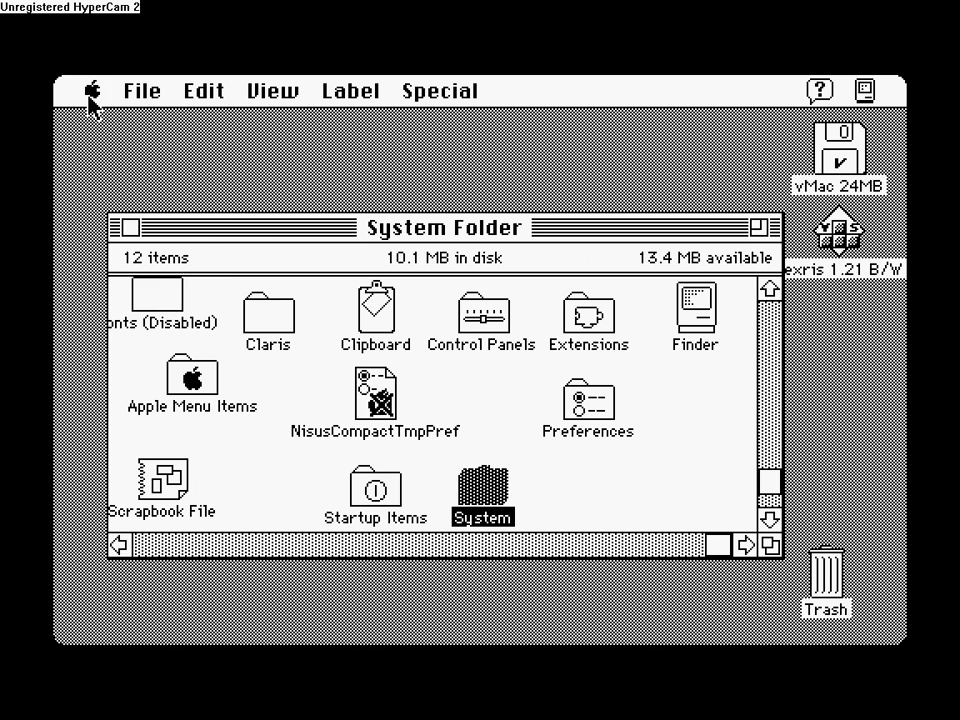 Unregistered HyperCam 2
File Edit View Label Special
vMac 24MB
System Folder
12 items 10.1 MB in disk 13.4 MB available
exris 1.21 B/W
onts (Disabled)
Claris Clipboard Control Panels Extensions Finder
Apple Menu Items
NisusCompactTmpPref Preferences
Scrapbook File Startup Items System
Trash